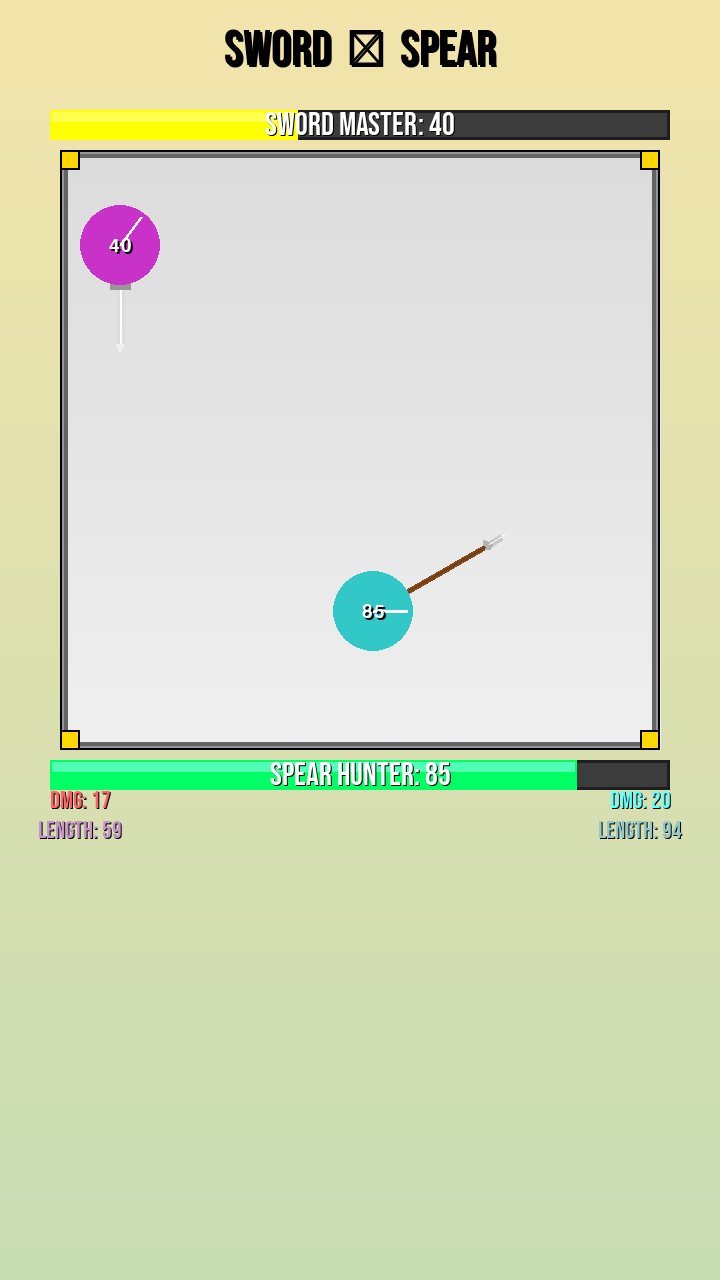 SWORD ☒ SPEAR
SWORD MASTER: 40
40
85
SPEAR HUNTER: 85
DMG: 17 DMG: 20
LENGTH: 59 LENGTH: 94